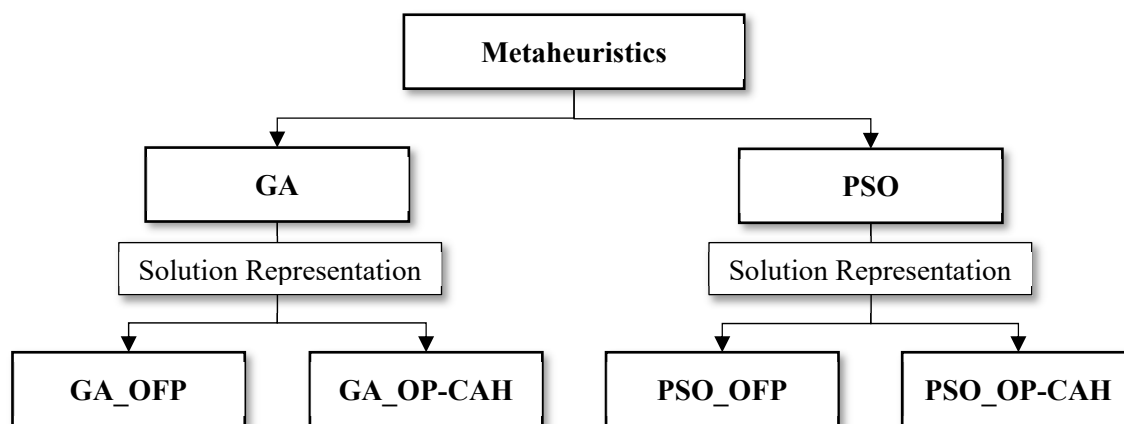 Metaheuristics
GA
PSO
Solution Representation
Solution Representation
GA_OFP
GA_OP-CAH
PSO_OFP
PSO_OP-CAH